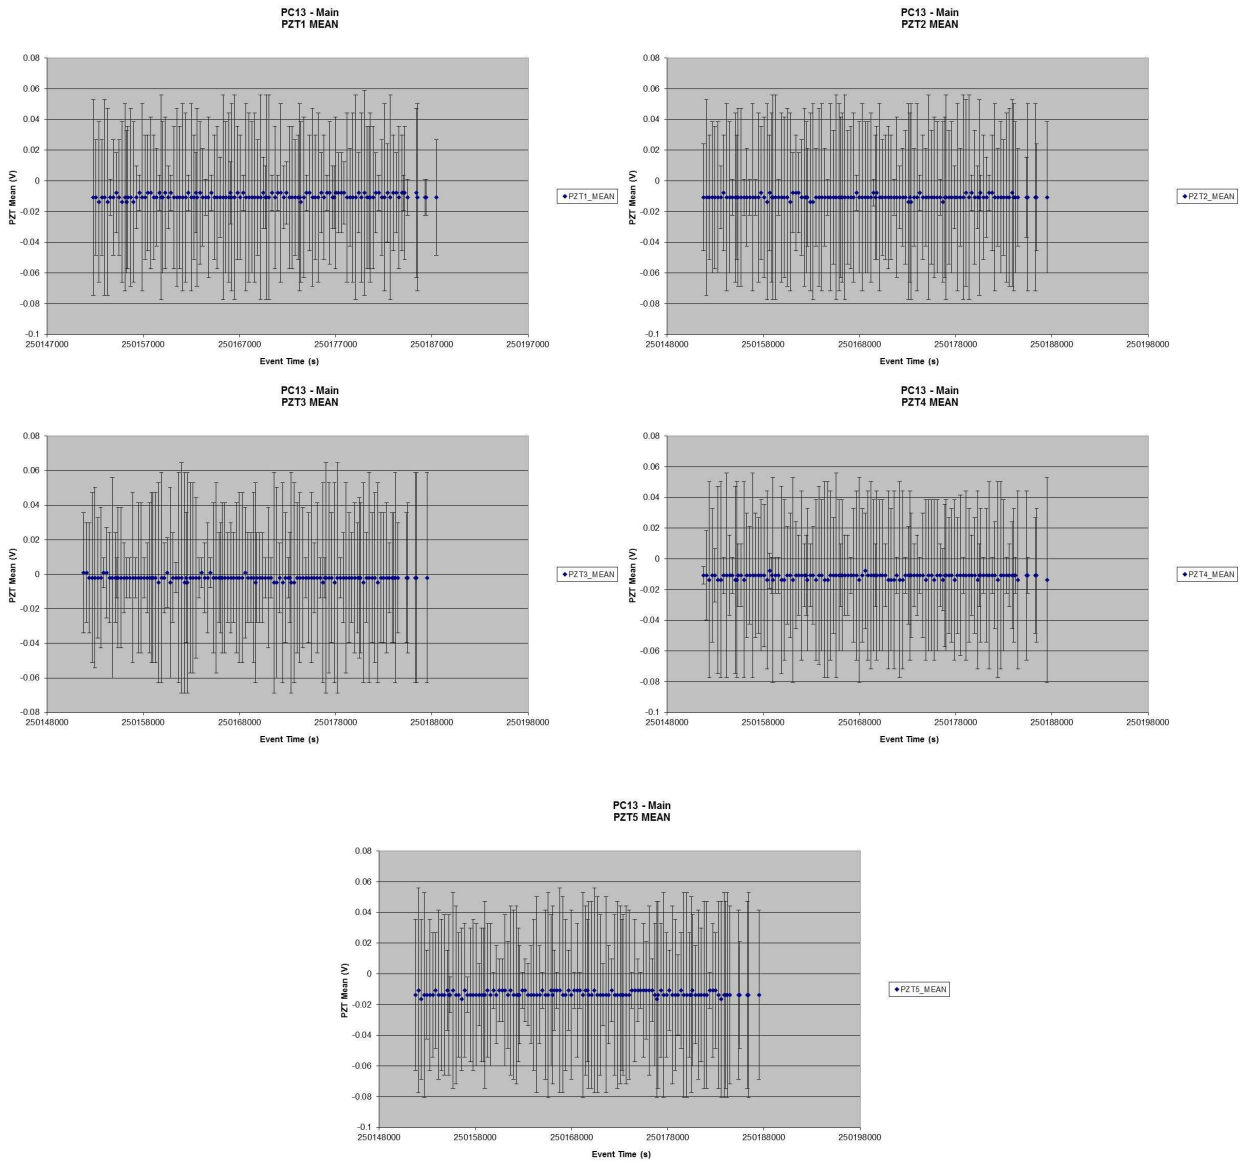 PC13 - Main
PZT1 MEAN
0.08
0.06
0.04
0.02
0
-0.02
-0.04
-0.06
-0.08
-0.1
PZT Mean (V)
250147000 250157000 250167000 250177000 250187000 250197000
Event Time (s)
PZT1_MEAN
PC13 - Main
PZT2 MEAN
0.08
0.06
0.04
0.02
0
-0.02
-0.04
-0.06
-0.08
-0.1
PZT Mean (V)
250148000 250158000 250168000 250178000 250188000 250198000
Event Time (s)
PZT2_MEAN
PC13 - Main
PZT3 MEAN
0.08
0.06
0.04
0.02
0
-0.02
-0.04
-0.06
-0.08
PZT Mean (V)
250148000 250158000 250168000 250178000 250188000 250198000
Event Time (s)
PZT3_MEAN
PC13 - Main
PZT4 MEAN
0.08
0.06
0.04
0.02
0
-0.02
-0.04
-0.06
-0.08
-0.1
PZT Mean (V)
250148000 250158000 250168000 250178000 250188000 250198000
Event Time (s)
PZT4_MEAN
PC13 - Main
PZT5 MEAN
0.08
0.06
0.04
0.02
0
-0.02
-0.04
-0.06
-0.08
-0.1
PZT Mean (V)
250148000 250158000 250168000 250178000 250188000 250198000
Event Time (s)
PZT5_MEAN